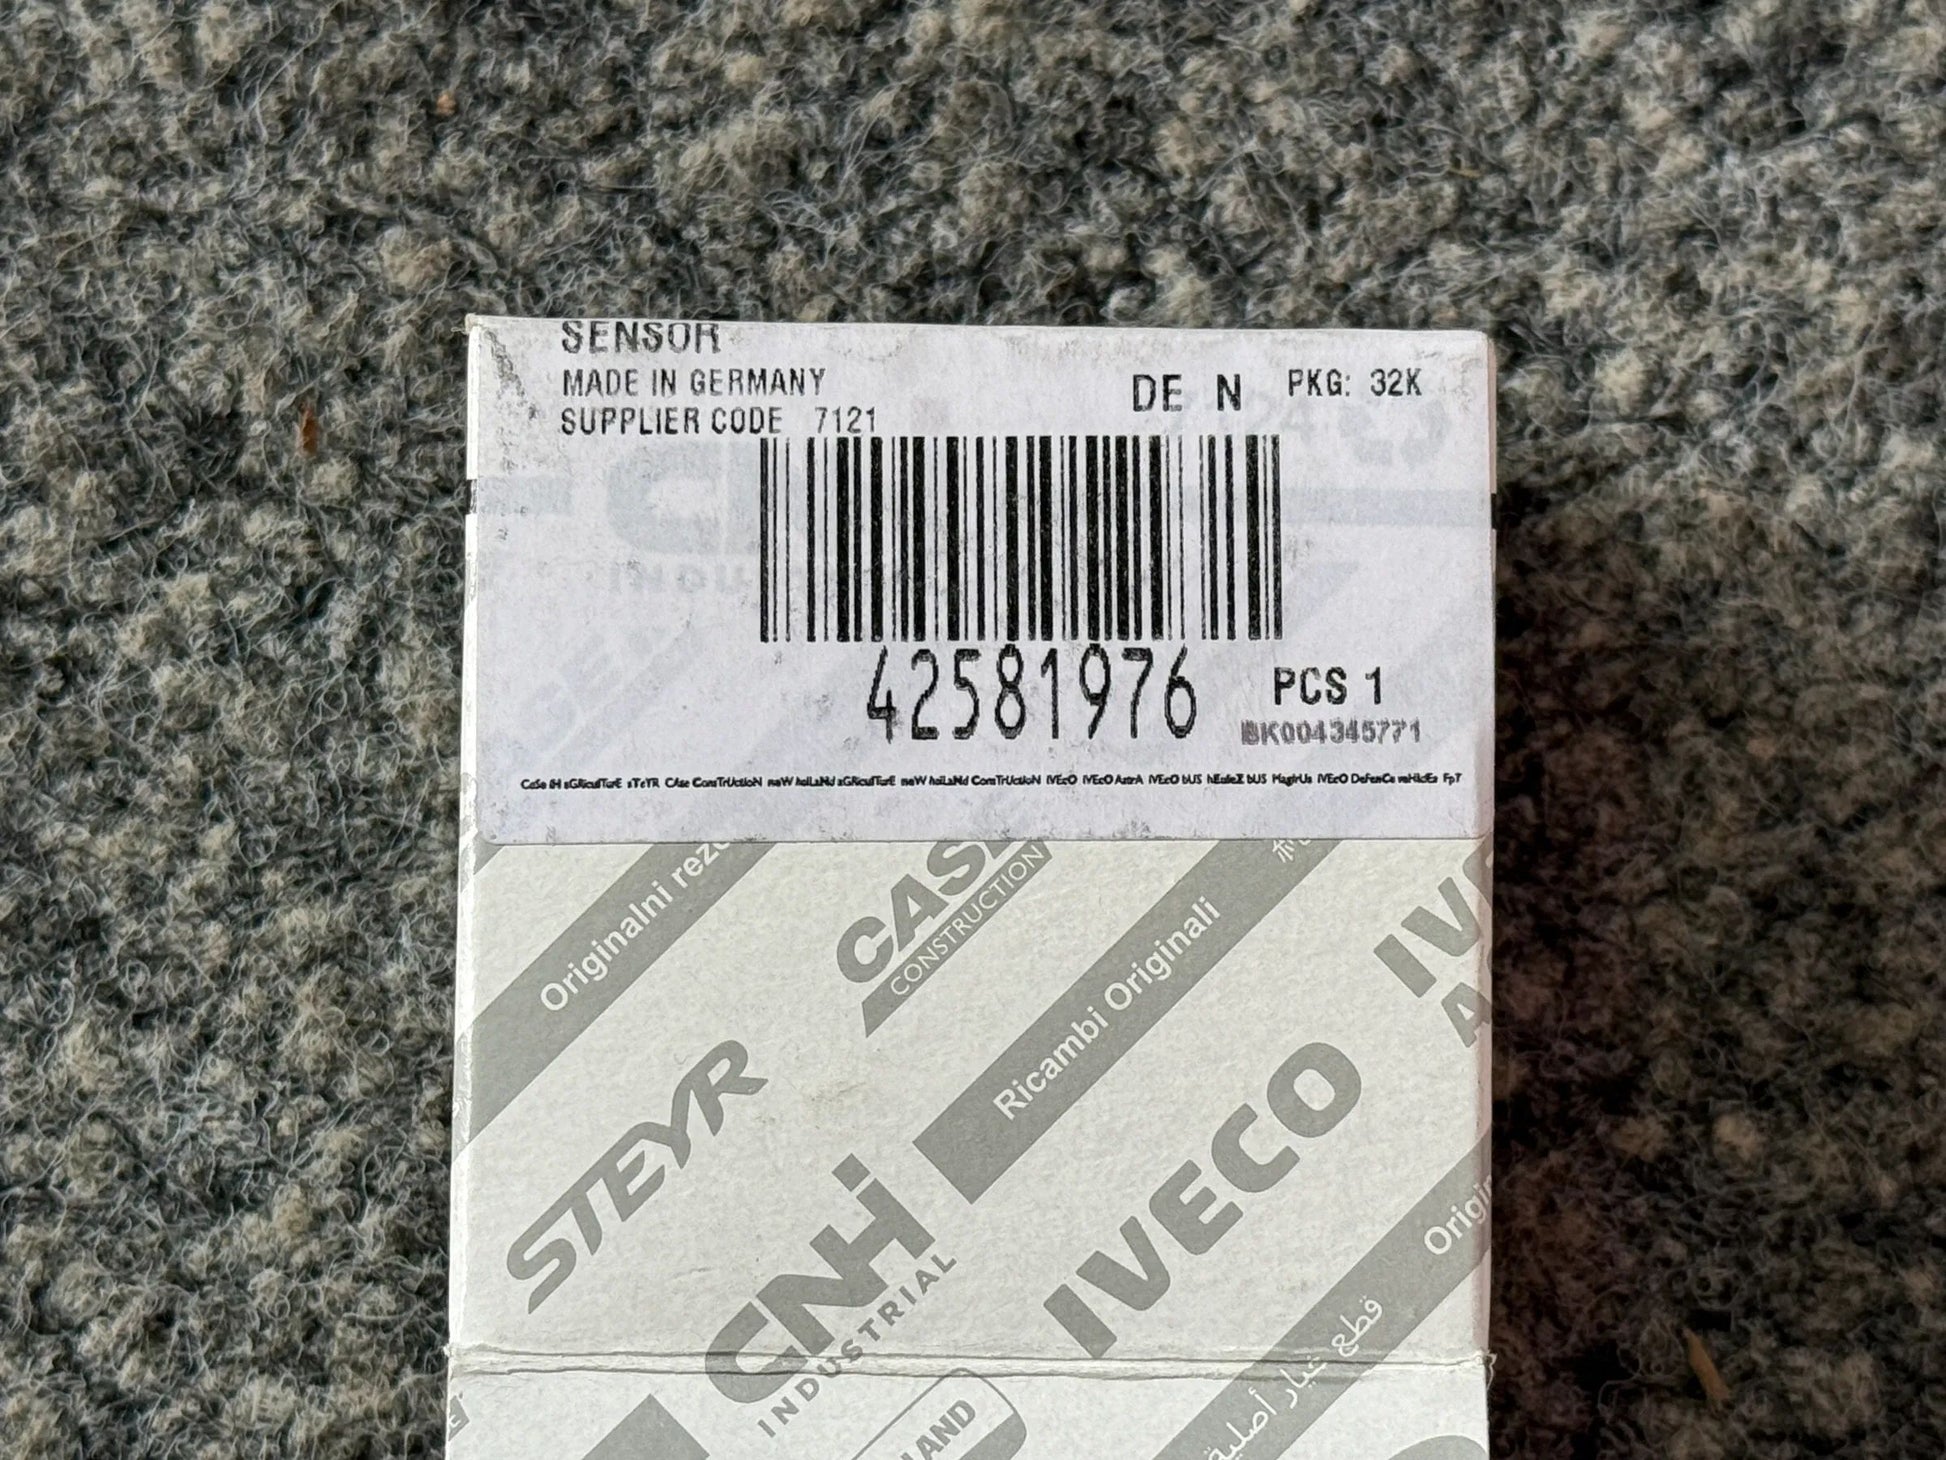 SENSOR
MADE IN GERMANY
SUPPLIER CODE 7121
DE N PKG: 32K
42581976
PCS 1
BK004345771
CaSe IH aGRiculTurE sTeYR CAse ConsTrUctioN neW holLaNd aGRiculTurE neW holLaNd ConsTrUctioN IVEcO IVEcO AstrA IVEcO bUS hEulieZ bUS MagIrUs IVEcO DefenCe veHicEs FpT
Originalni
CASE
CONSTRUCTION
Ricambi Originali
STEYR
IVECO
CNH
INDUSTRIAL
قطع غيار أصلية